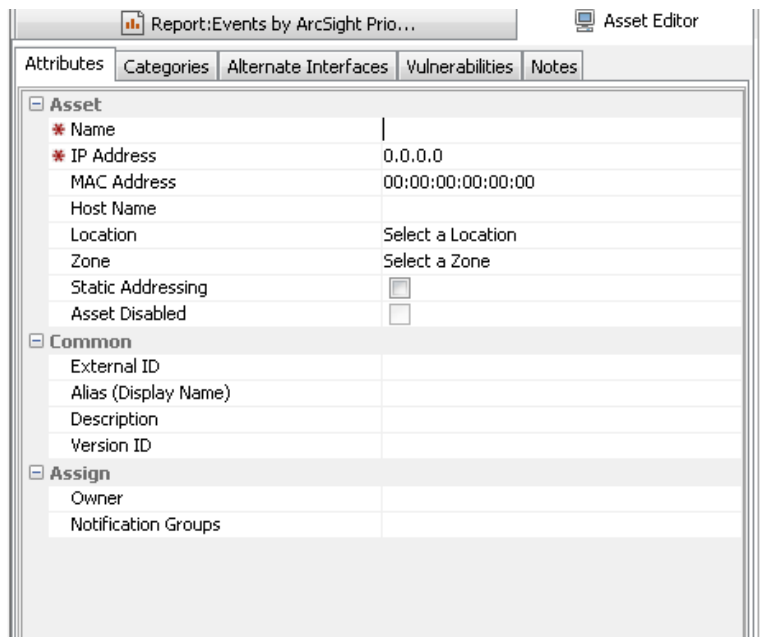 Report:Events by ArcSight Prio... Asset Editor
Attributes Categories Alternate Interfaces Vulnerabilities Notes
Asset
Name
IP Address 0.0.0.0
MAC Address 00:00:00:00:00:00
Host Name
Location Select a Location
Zone Select a Zone
Static Addressing
Asset Disabled
Common
External ID
Alias (Display Name)
Description
Version ID
Assign
Owner
Notification Groups